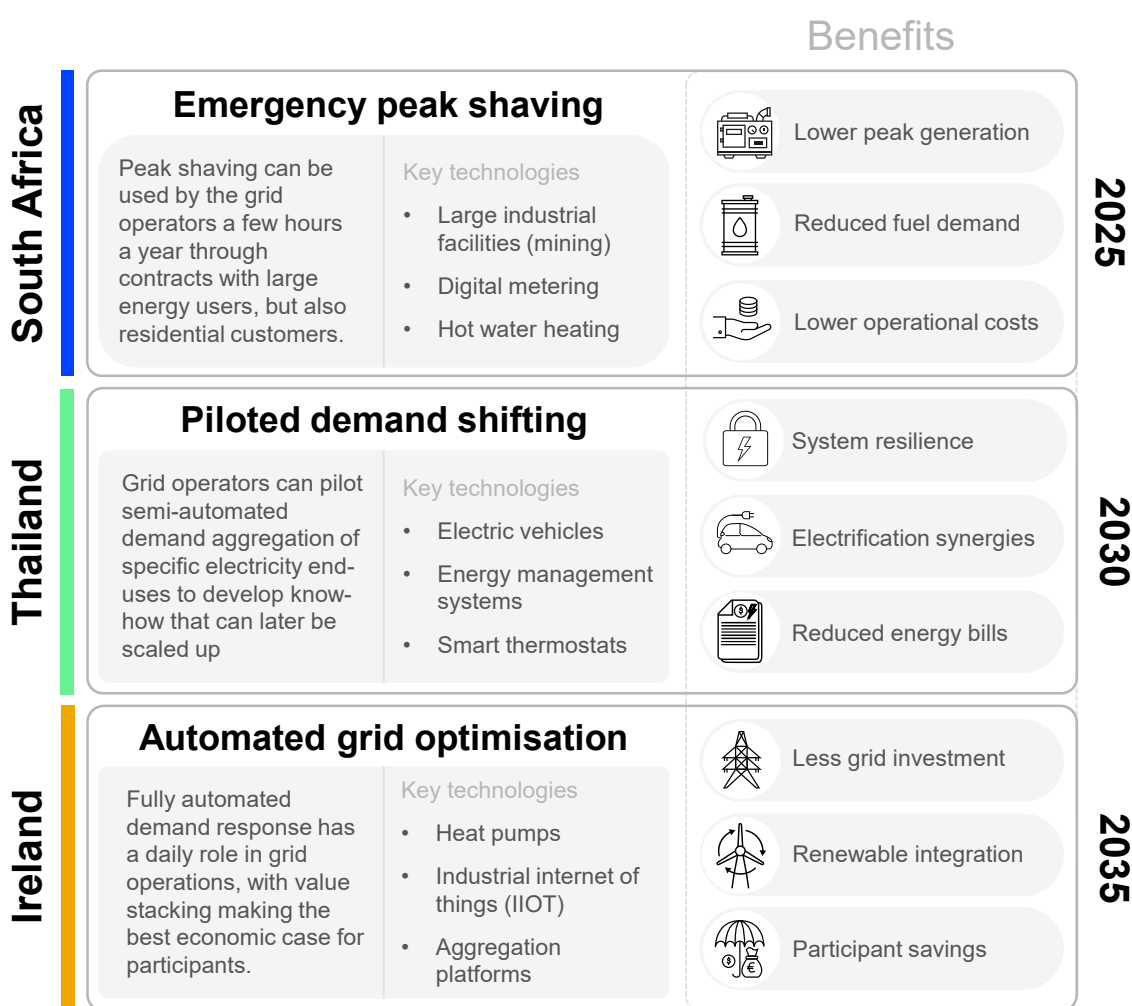 Benefits
South Africa
Emergency peak shaving
Peak shaving can be
used by the grid
operators a few hours
a year through
contracts with large
energy users, but also
residential customers.
Key technologies
• Large industrial
facilities (mining)
• Digital metering
• Hot water heating
Lower peak generation
Reduced fuel demand
Lower operational costs
2025
Thailand
Piloted demand shifting
Grid operators can pilot
semi-automated
demand aggregation of
specific electricity end-
uses to develop know-
how that can later be
scaled up
Key technologies
• Electric vehicles
• Energy management
systems
• Smart thermostats
System resilience
Electrification synergies
$
Reduced energy bills
2030
Ireland
Automated grid optimisation
Fully automated
demand response has
a daily role in grid
operations, with value
stacking making the
best economic case for
participants.
Key technologies
• Heat pumps
• Industrial internet of
things (IIOT)
• Aggregation
platforms
Less grid investment
Renewable integration
$ €
Participant savings
2035